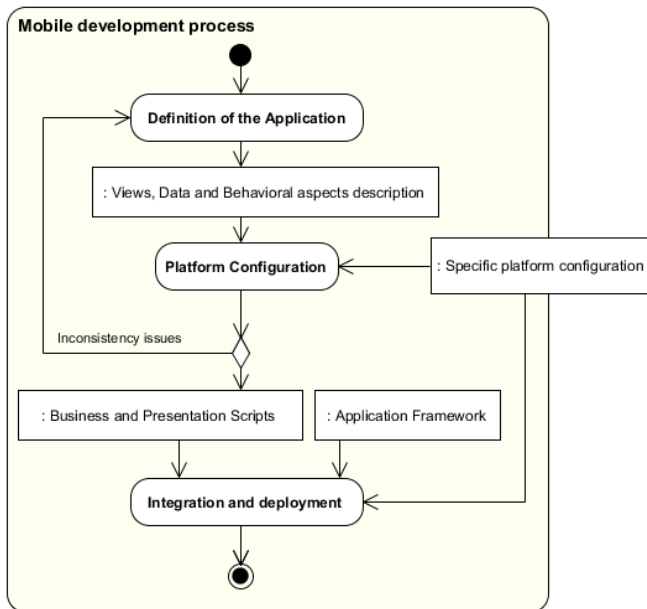 Mobile development process
Definition of the Application
: Views, Data and Behavioral aspects description
Platform Configuration
: Specific platform configuration
Inconsistency issues
: Business and Presentation Scripts
: Application Framework
Integration and deployment